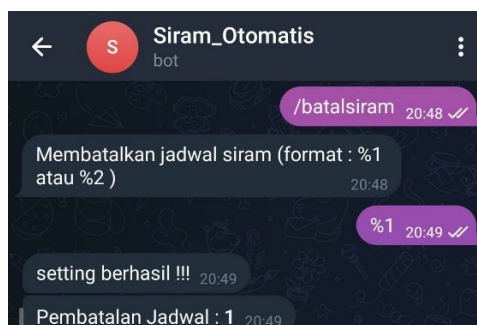 S
Siram_Otomatis
bot
/batalsiram 20:48
Membatalkan jadwal siram (format : %1
atau %2 )
20:48
%1 20:49
setting berhasil !!! 20:49
Pembatalan Jadwal : 1 20:49